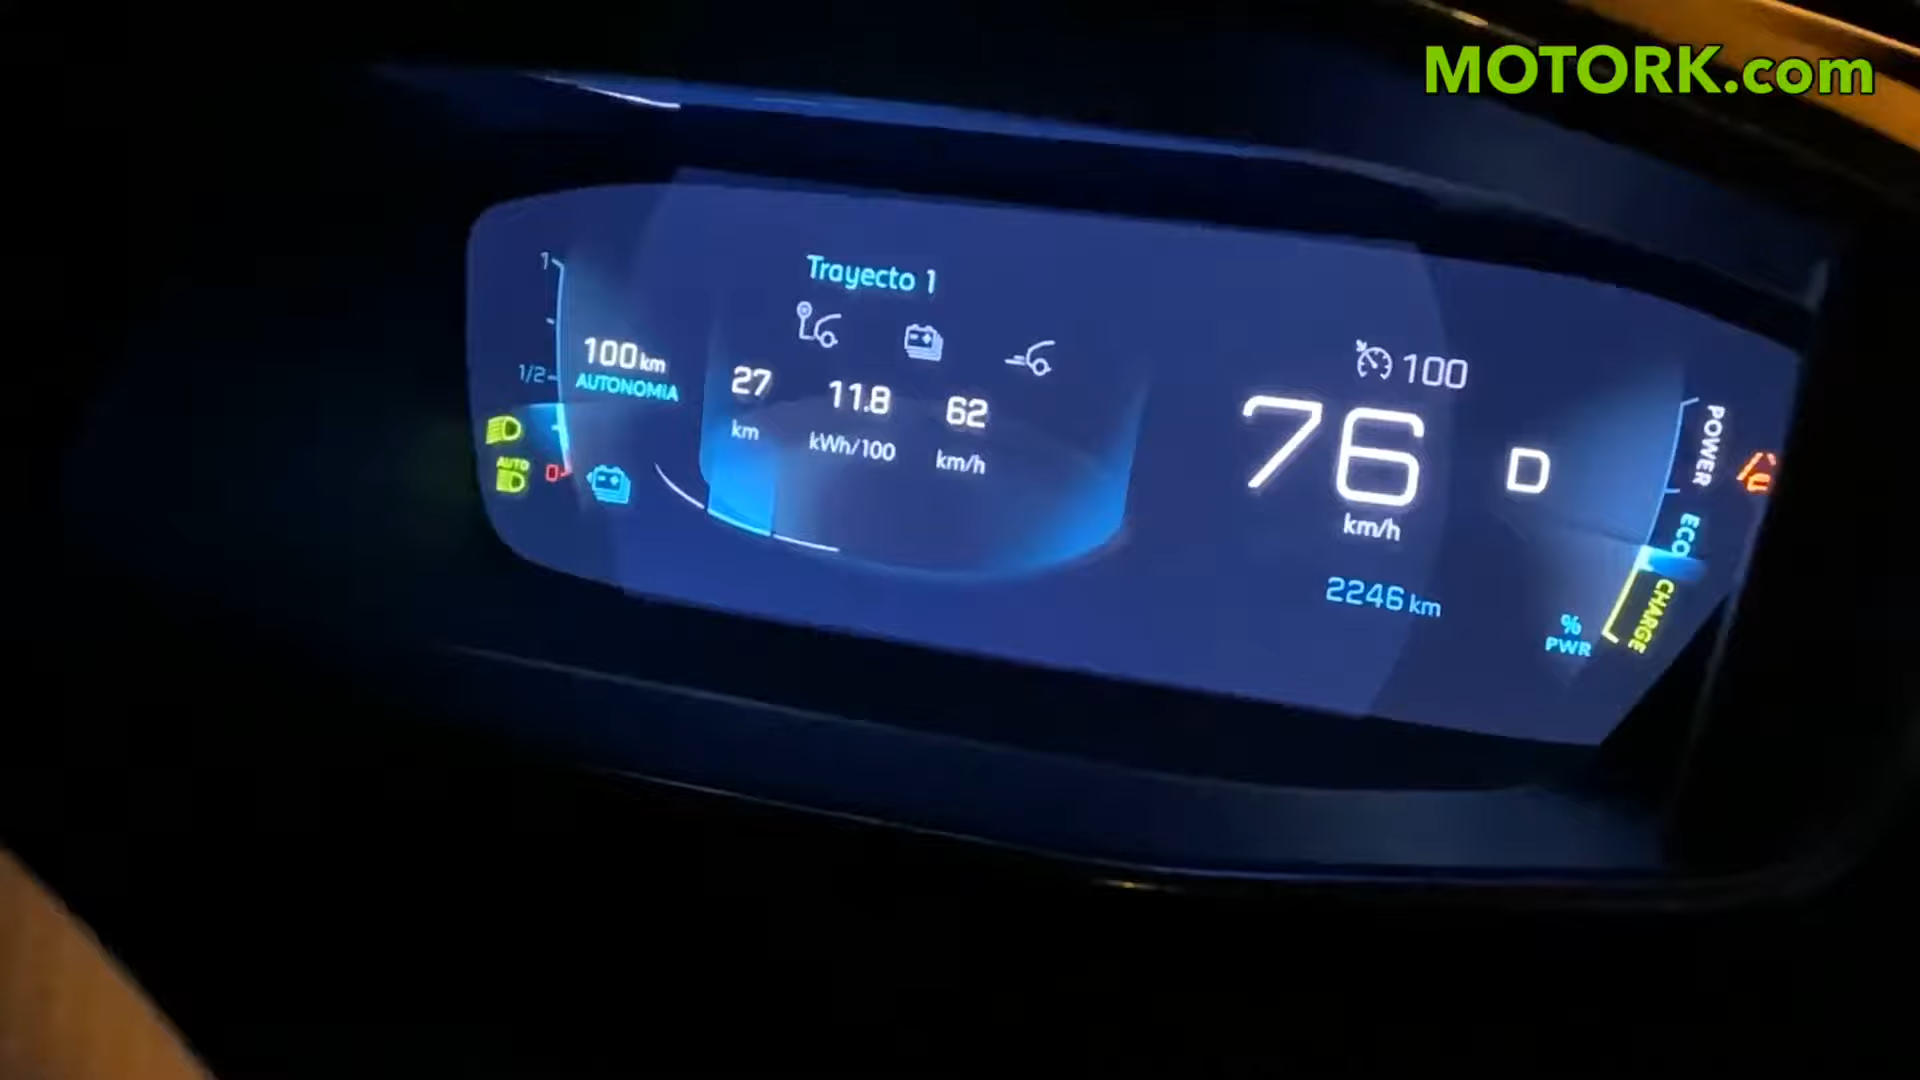 MOTORK.com
Trayecto 1
1
1/2
0
100 km
AUTONOMIA
27
km
11.8
kWh/100
62
km/h
100
76
km/h
D
2246 km
POWER
ECO
CHARGE
%
PWR
AUTO